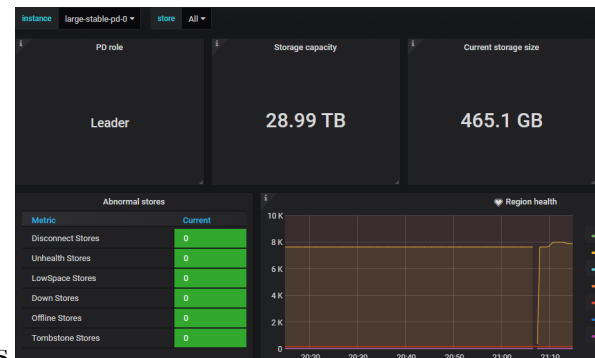 instance large-stable-pd-0 store All
PD role
Storage capacity
Current storage size
Leader
28.99 TB
465.1 GB
Abnormal stores
Metric Current
Disconnect Stores 0
Unhealth Stores 0
LowSpace Stores 0
Down Stores 0
Offline Stores 0
Tombstone Stores 0
Region health
10 K
8 K
6 K
4 K
2 K
0
20:20 20:30 20:40 20:50 21:00 21:10